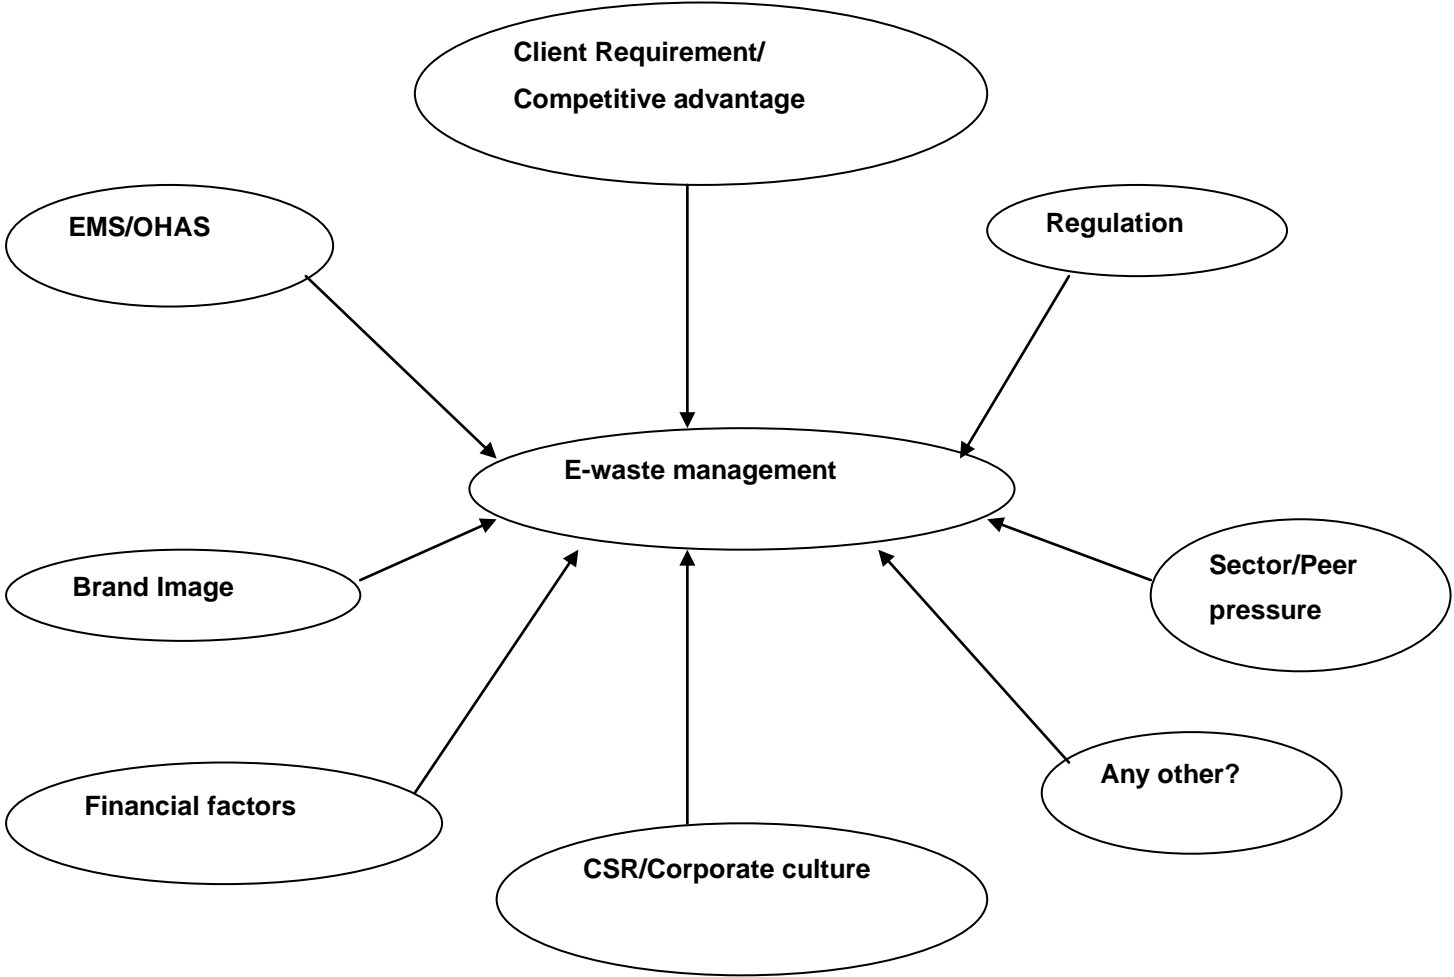 Client Requirement/
Competitive advantage
EMS/OHAS
Regulation
E-waste management
Brand Image
Sector/Peer
pressure
Financial factors
Any other?
CSR/Corporate culture